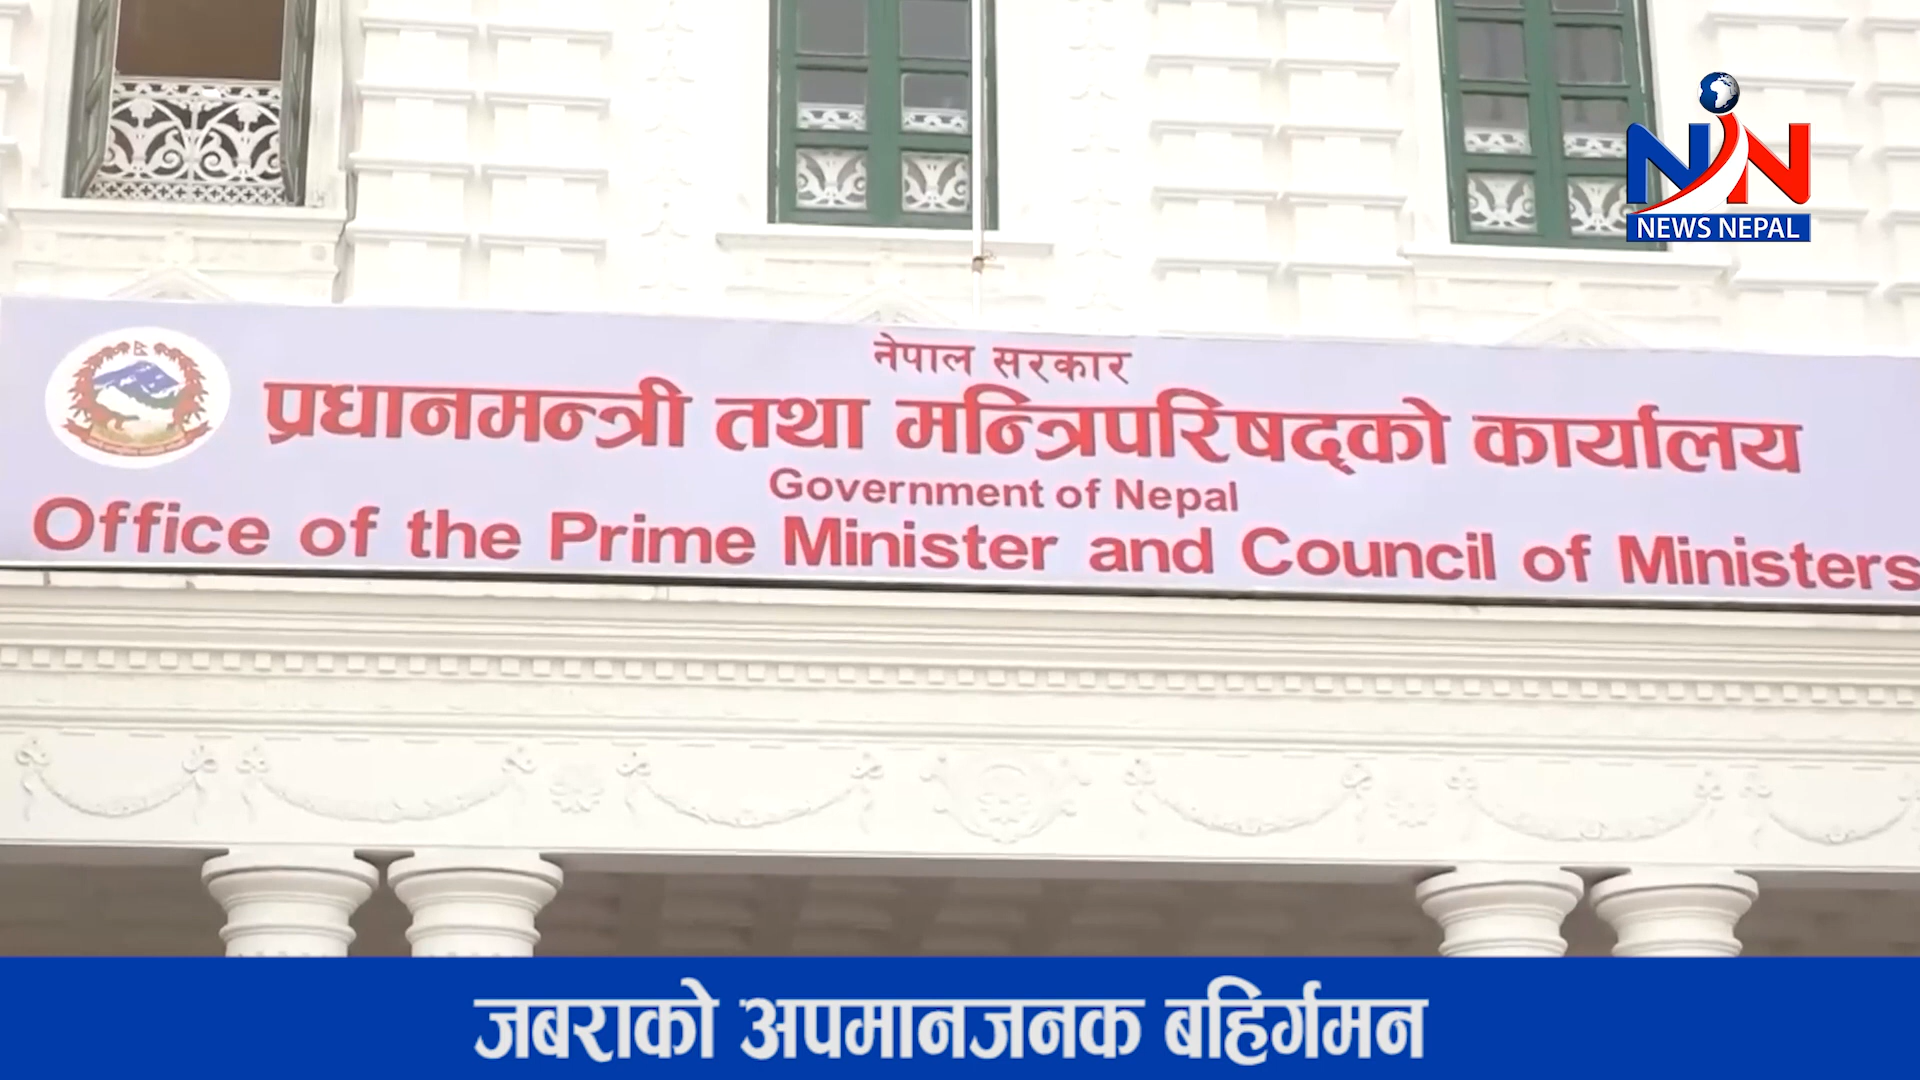 NN
NEWS NEPAL
नेपाल सरकार
प्रधानमन्त्री तथा मन्त्रिपरिषद्को कार्यालय
Government of Nepal
Office of the Prime Minister and Council of Ministers
जबराको अपमानजनक बहिर्गमन